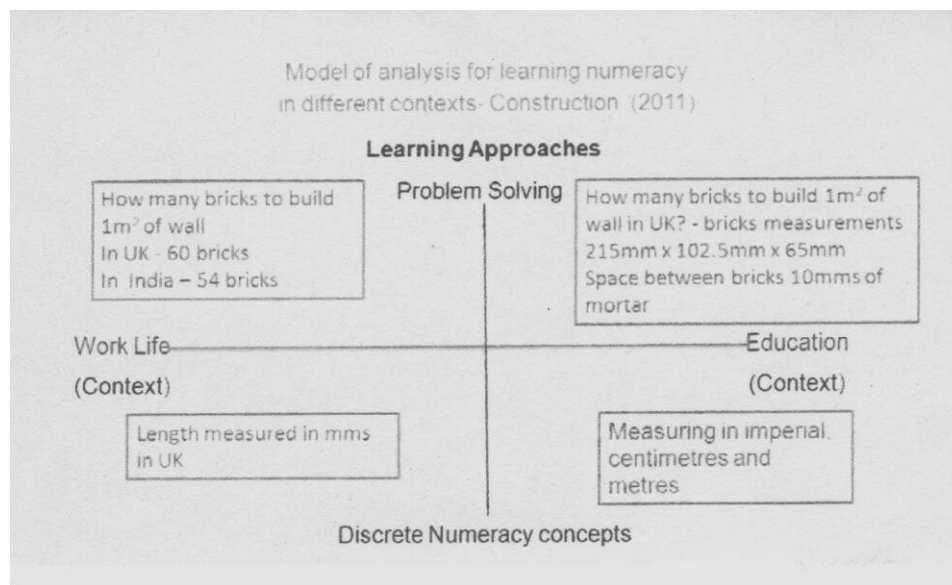 Model of analysis for learning numeracy
in different contexts- Construction (2011)
Learning Approaches
Problem Solving
How many bricks to build
1m² of wall
In UK - 60 bricks
In India – 54 bricks
How many bricks to build 1m² of
wall in UK? - bricks measurements
215mm x 102.5mm x 65mm
Space between bricks 10mms of
mortar
Work Life
(Context)
Education
(Context)
Length measured in mms
in UK
Measuring in imperial,
centimetres and
metres
Discrete Numeracy concepts